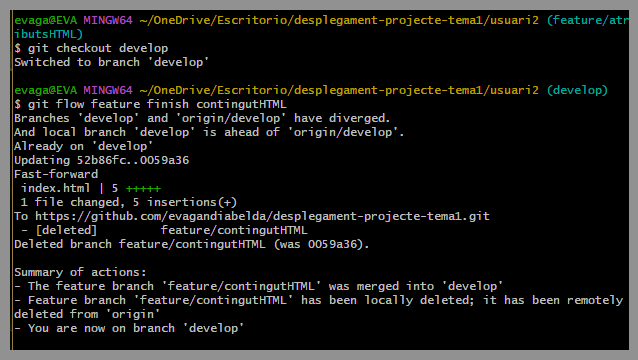 evaga@EVA MINGW64 ~/OneDrive/Escritorio/desplegament-projecte-tema1/usuari2 (feature/atr
ibutsHTML)
$ git checkout develop
Switched to branch 'develop'
evaga@EVA MINGW64 ~/OneDrive/Escritorio/desplegament-projecte-tema1/usuari2 (develop)
$ git flow feature finish contingutHTML
Branches 'develop' and 'origin/develop' have diverged.
And local branch 'develop' is ahead of 'origin/develop'.
Already on 'develop'
Updating 52b86fc..0059a36
Fast-forward
 index.html | 5 +++++
 1 file changed, 5 insertions(+)
To https://github.com/evagandiabelda/desplegament-projecte-tema1.git
 - [deleted]         feature/contingutHTML
Deleted branch feature/contingutHTML (was 0059a36).
Summary of actions:
- The feature branch 'feature/contingutHTML' was merged into 'develop'
- Feature branch 'feature/contingutHTML' has been locally deleted; it has been remotely
deleted from 'origin'
- You are now on branch 'develop'